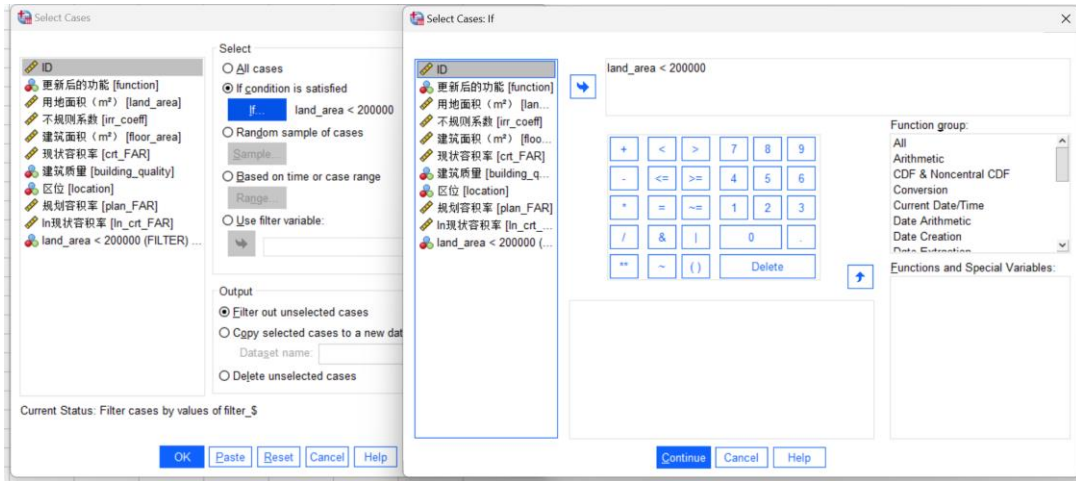 Select Cases
ID
更新后的功能 [function]
用地面积（m²） [land_area]
不规则系数 [irr_coeff]
建筑面积（m²） [floor_area]
现状容积率 [crt_FAR]
建筑质量 [building_quality]
区位 [location]
规划容积率 [plan_FAR]
ln现状容积率 [ln_crt_FAR]
land_area < 200000 (FILTER) ...
Select
All cases
If condition is satisfied
If... land_area < 200000
Random sample of cases
Sample...
Based on time or case range
Range...
Use filter variable:
Output
Filter out unselected cases
Copy selected cases to a new dat
Dataset name:
Delete unselected cases
Current Status: Filter cases by values of filter_$
OK Paste Reset Cancel Help
Select Cases: If
ID
更新后的功能 [function]
用地面积（m²） [lan...
不规则系数 [irr_coeff]
建筑面积（m²） [floo...
现状容积率 [crt_FAR]
建筑质量 [building_q...
区位 [location]
规划容积率 [plan_FAR]
ln现状容积率 [ln_crt_...
land_area < 200000 (...
land_area < 200000
+ < > 7 8 9
- <= >= 4 5 6
* = ~= 1 2 3
/ & | 0 .
** ~ ( ) Delete
Function group:
All
Arithmetic
CDF & Noncentral CDF
Conversion
Current Date/Time
Date Arithmetic
Date Creation
Date Extraction
Functions and Special Variables:
Continue Cancel Help